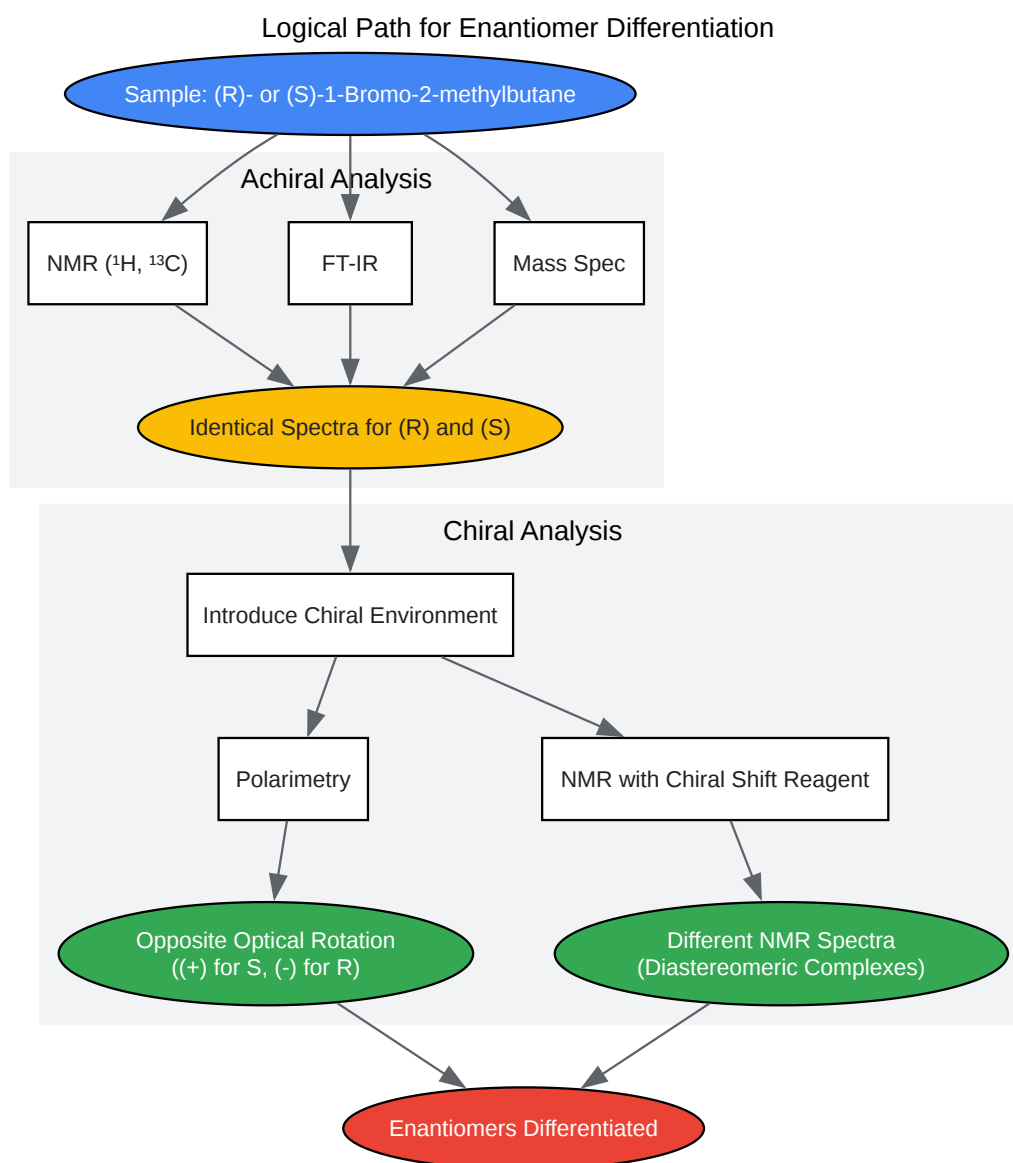 Logical Path for Enantiomer Differentiation
Sample: (R)- or (S)-1-Bromo-2-methylbutane
Achiral Analysis
NMR (¹H, ¹³C)
FT-IR
Mass Spec
Identical Spectra for (R) and (S)
Chiral Analysis
Introduce Chiral Environment
Polarimetry
NMR with Chiral Shift Reagent
Opposite Optical Rotation
((+) for S, (-) for R)
Different NMR Spectra
(Diastereomeric Complexes)
Enantiomers Differentiated